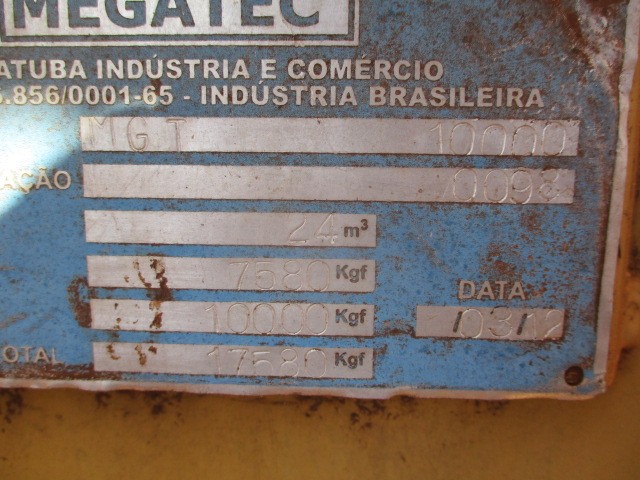 MEGATEC
ATUBA INDÚSTRIA E COMÉRCIO
.856/0001-65 - INDÚSTRIA BRASILEIRA
MGT 10000
AÇÃO 0098
24 m³
7580 Kgf
DATA
10000 Kgf /03/12
OTAL 17580 Kgf